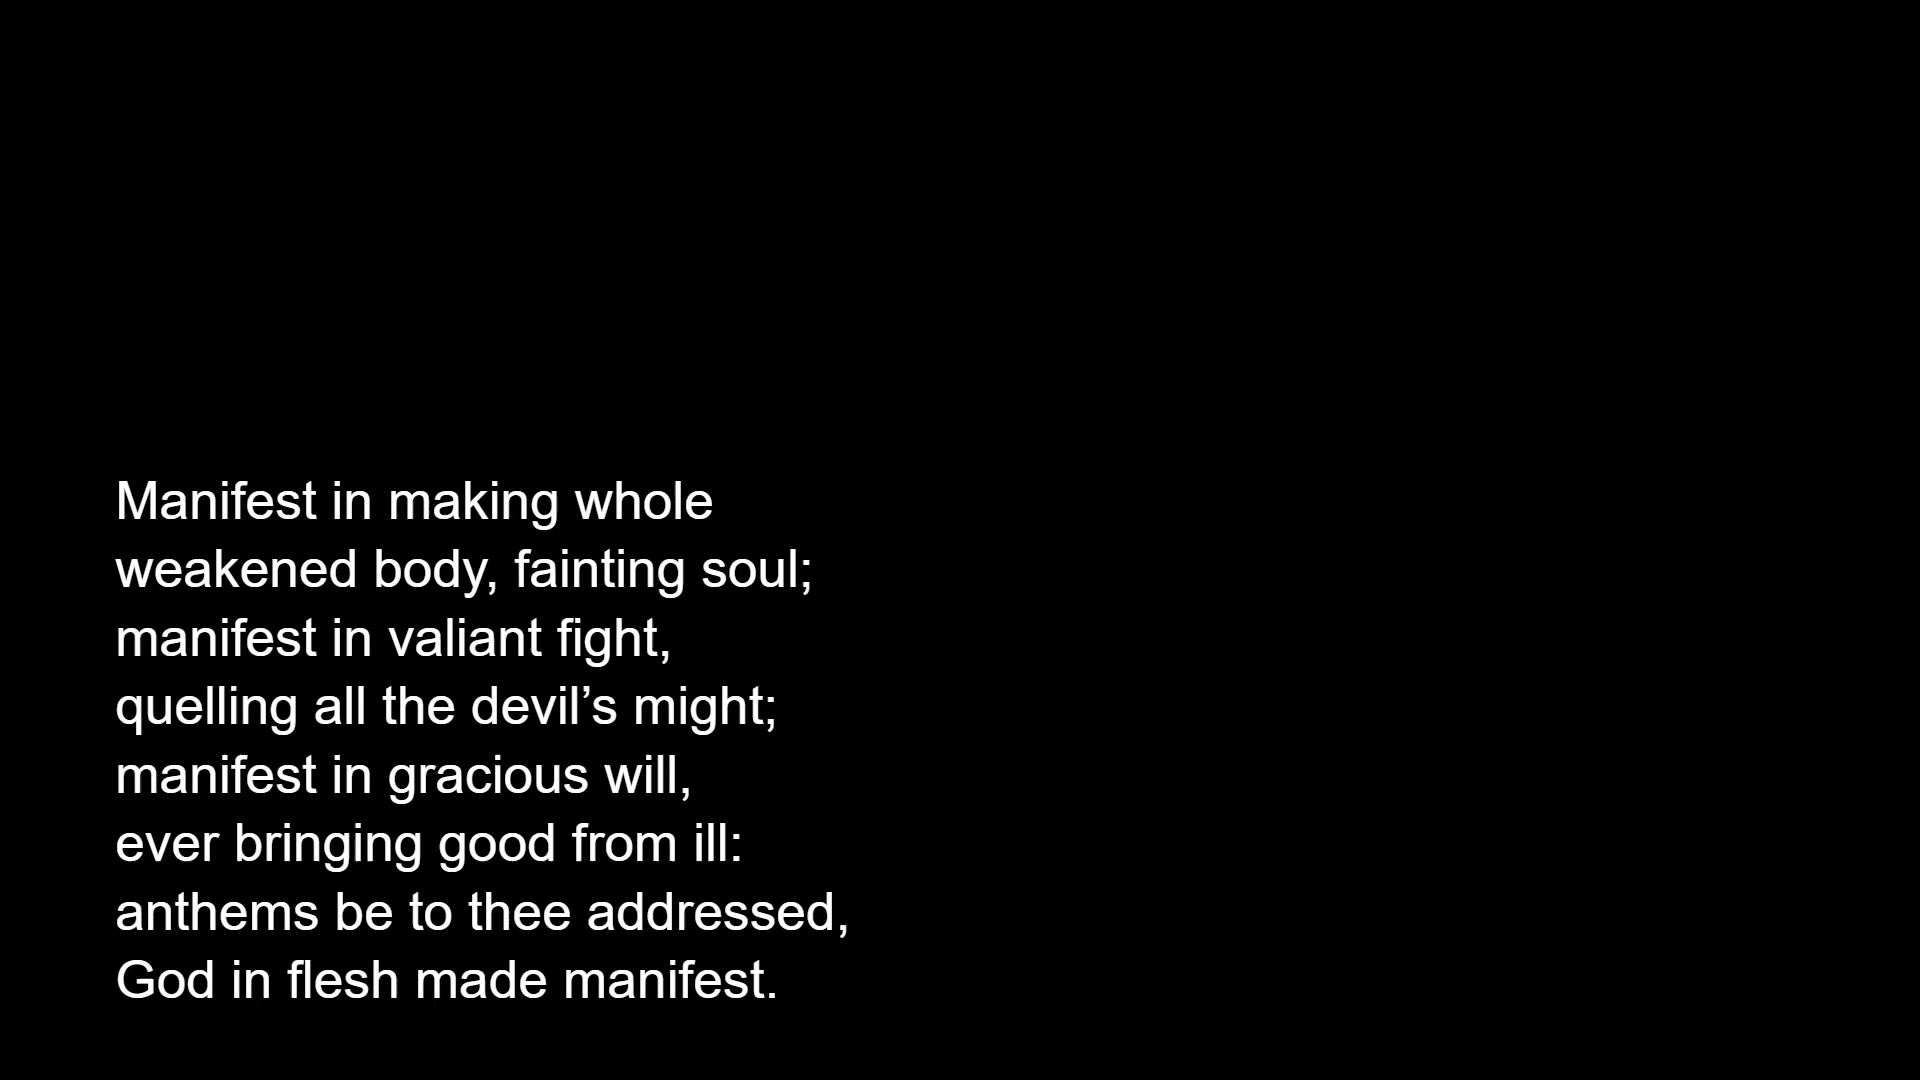 Manifest in making whole
weakened body, fainting soul;
manifest in valiant fight,
quelling all the devil’s might;
manifest in gracious will,
ever bringing good from ill:
anthems be to thee addressed,
God in flesh made manifest.